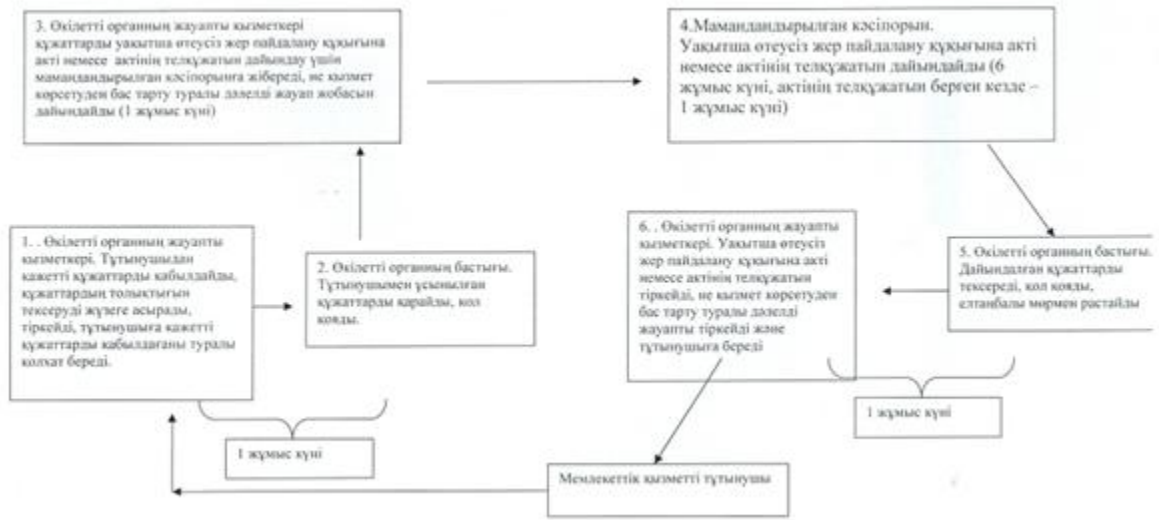 3. Өкілетті органның жауапты қызметкері
құжаттарды уақытша өтеусіз жер пайдалану құқығына
акті немесе актінің телқұжатын дайындау үшін
мамандандырылған кәсіпорынға жібереді, не қызмет
көрсетуден бас тарту туралы дәлелді жауап жобасын
дайындайды (1 жұмыс күні)
4.Мамандандырылған кәсіпорын.
Уақытша өтеусіз жер пайдалану құқығына акті
немесе актінің телқұжатын дайындайды (6
жұмыс күні, актінің телқұжатын берген кезде –
1 жұмыс күні)
1. . Өкілетті органның жауапты
қызметкері. Тұтынушыдан
қажетті құжаттарды қабылдайды,
құжаттардың толықтығын
тексеруді жүзеге асырады,
тіркейді, тұтынушыға қажетті
құжаттарды қабылдағаны туралы
қолхат береді.
2. Өкілетті органның бастығы.
Тұтынушымен ұсынылған
құжаттарды қарайды, қол
қояды.
6. . Өкілетті органның жауапты
қызметкері. Уақытша өтеусіз
жер пайдалану құқығына акті
немесе актінің телқұжатын
тіркейді, не қызмет көрсетуден
бас тарту туралы дәлелді
жауапты тіркейді және
тұтынушыға береді
5. Өкілетті органның бастығы.
Дайындалған құжаттарды
тексереді, қол қояды,
елтаңбалы мөрмен растайды
1 жұмыс күні
1 жұмыс күні
Мемлекеттік қызметті тұтынушы